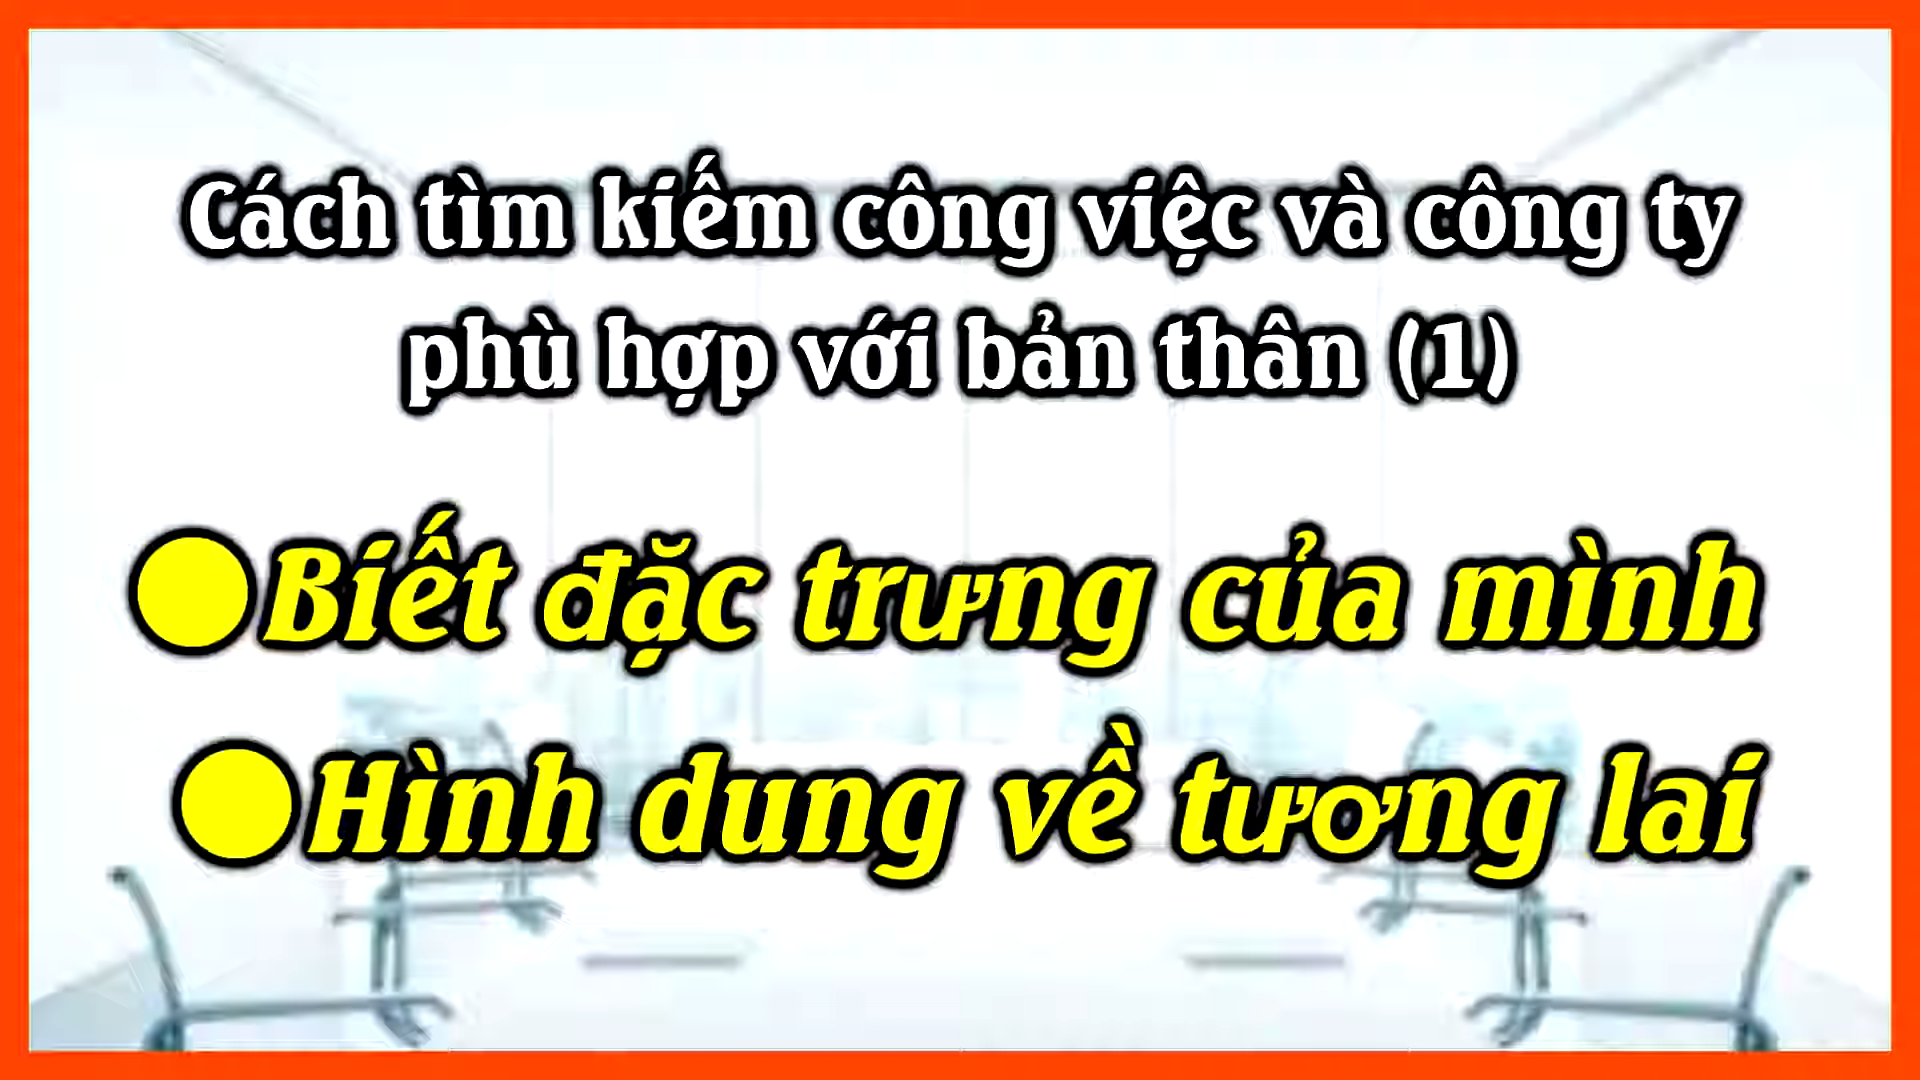 Cách tìm kiếm công việc và công ty
phù hợp với bản thân (1)
●Biết đặc trưng của mình
●Hình dung về tương lai